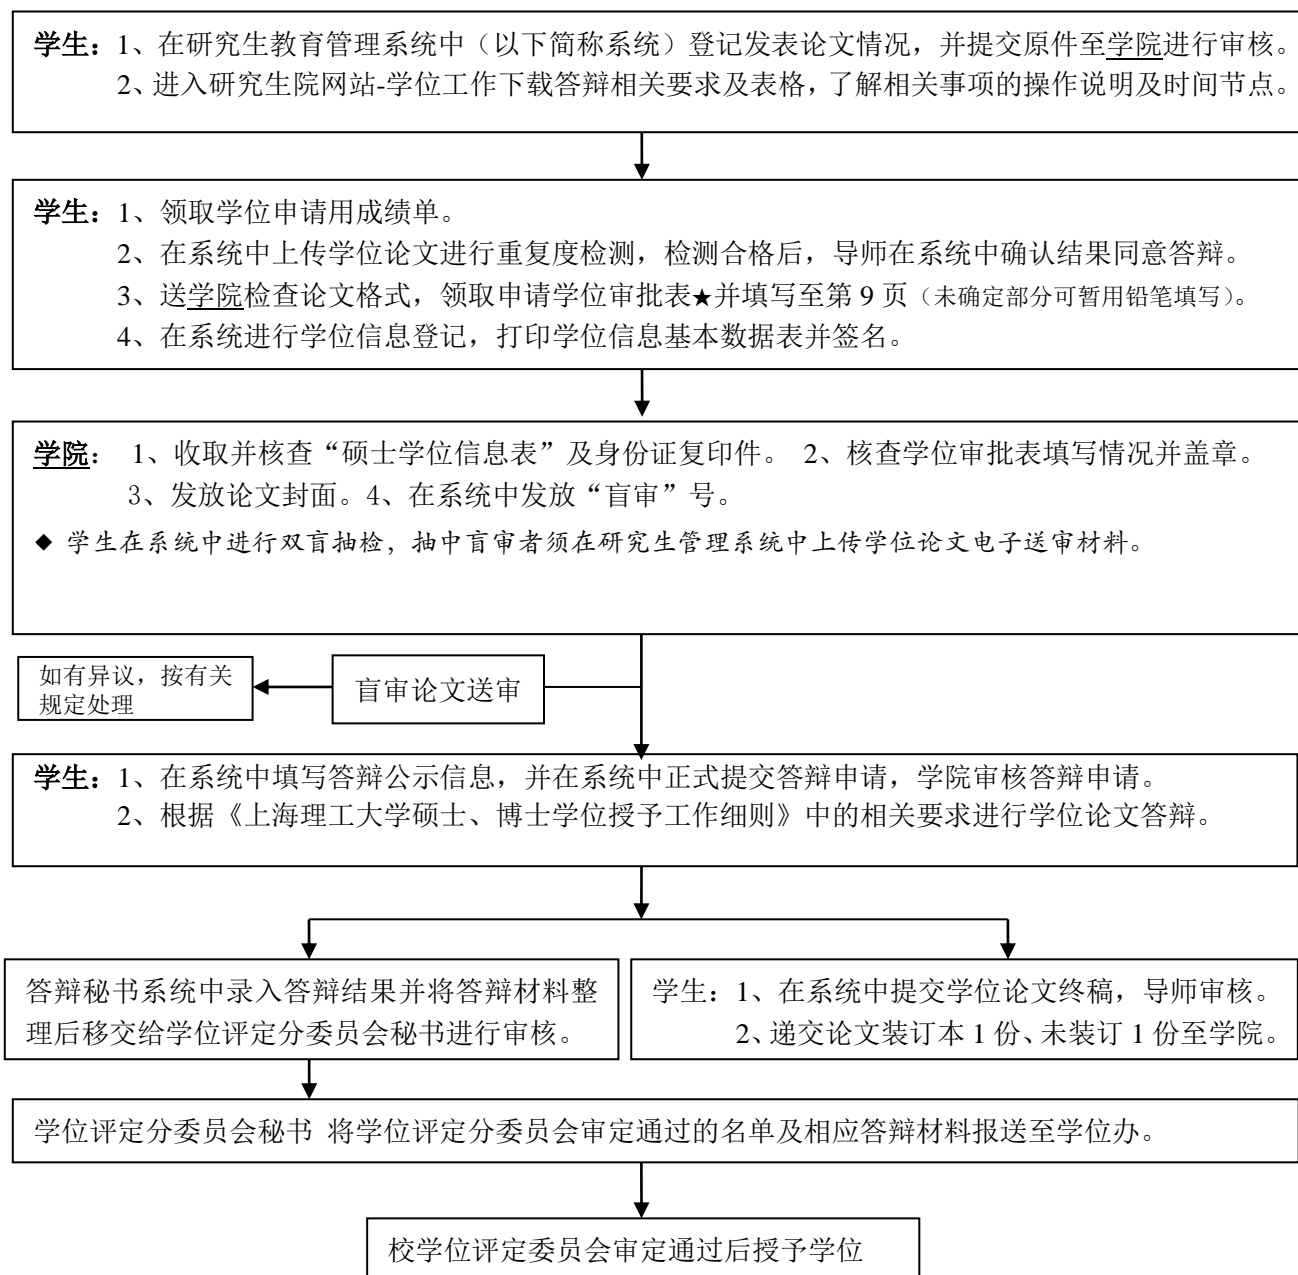 学生：1、在研究生教育管理系统中（以下简称系统）登记发表论文情况，并提交原件至学院进行审核。
2、进入研究生院网站-学位工作下载答辩相关要求及表格，了解相关事项的操作说明及时间节点。
学生：1、领取学位申请用成绩单。
2、在系统中上传学位论文进行重复度检测，检测合格后，导师在系统中确认结果同意答辩。
3、送学院检查论文格式，领取申请学位审批表★并填写至第 9 页（未确定部分可暂用铅笔填写）。
4、在系统进行学位信息登记，打印学位信息基本数据表并签名。
学院： 1、收取并核查“硕士学位信息表”及身份证复印件。 2、核查学位审批表填写情况并盖章。
3、发放论文封面。4、在系统中发放“盲审”号。
◆ 学生在系统中进行双盲抽检，抽中盲审者须在研究生管理系统中上传学位论文电子送审材料。
如有异议，按有关
规定处理
盲审论文送审
学生：1、在系统中填写答辩公示信息，并在系统中正式提交答辩申请，学院审核答辩申请。
2、根据《上海理工大学硕士、博士学位授予工作细则》中的相关要求进行学位论文答辩。
答辩秘书系统中录入答辩结果并将答辩材料整
理后移交给学位评定分委员会秘书进行审核。
学生：1、在系统中提交学位论文终稿，导师审核。
2、递交论文装订本 1 份、未装订 1 份至学院。
学位评定分委员会秘书 将学位评定分委员会审定通过的名单及相应答辩材料报送至学位办。
校学位评定委员会审定通过后授予学位